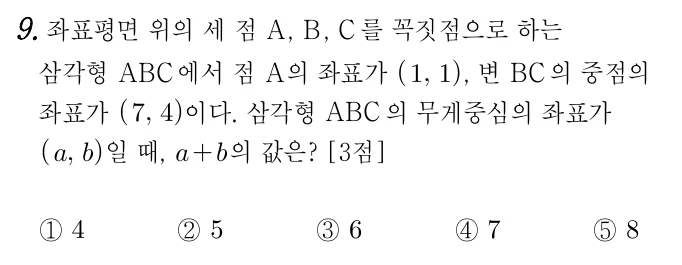 9. 좌표평면 위의 세 점 A, B, C를 꼭짓점으로 하는
삼각형 ABC에서 점 A의 좌표가 (1, 1), 변 BC의 중점의
좌표가 (7, 4)이다. 삼각형 ABC의 무게중심의 좌표가
(a, b)일 때, a+b의 값은? [3점]
① 4 ② 5 ③ 6 ④ 7 ⑤ 8